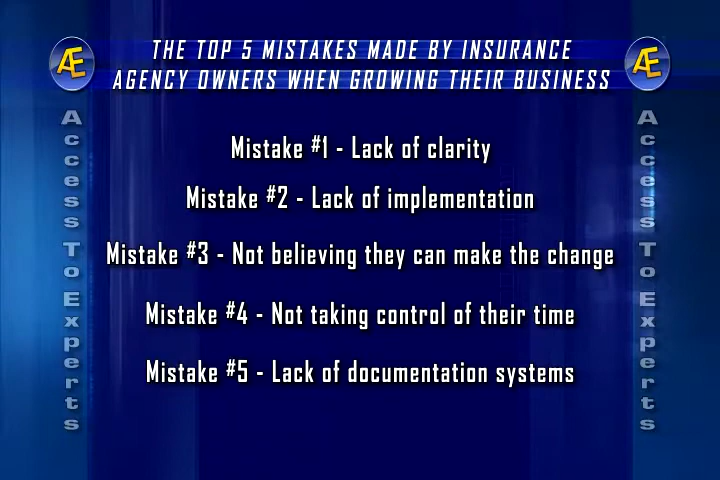 THE TOP 5 MISTAKES MADE BY INSURANCE
AGENCY OWNERS WHEN GROWING THEIR BUSINESS
Æ
Æ
Access To Experts
Access To Experts
Mistake #1 - Lack of clarity
Mistake #2 - Lack of implementation
Mistake #3 - Not believing they can make the change
Mistake #4 - Not taking control of their time
Mistake #5 - Lack of documentation systems